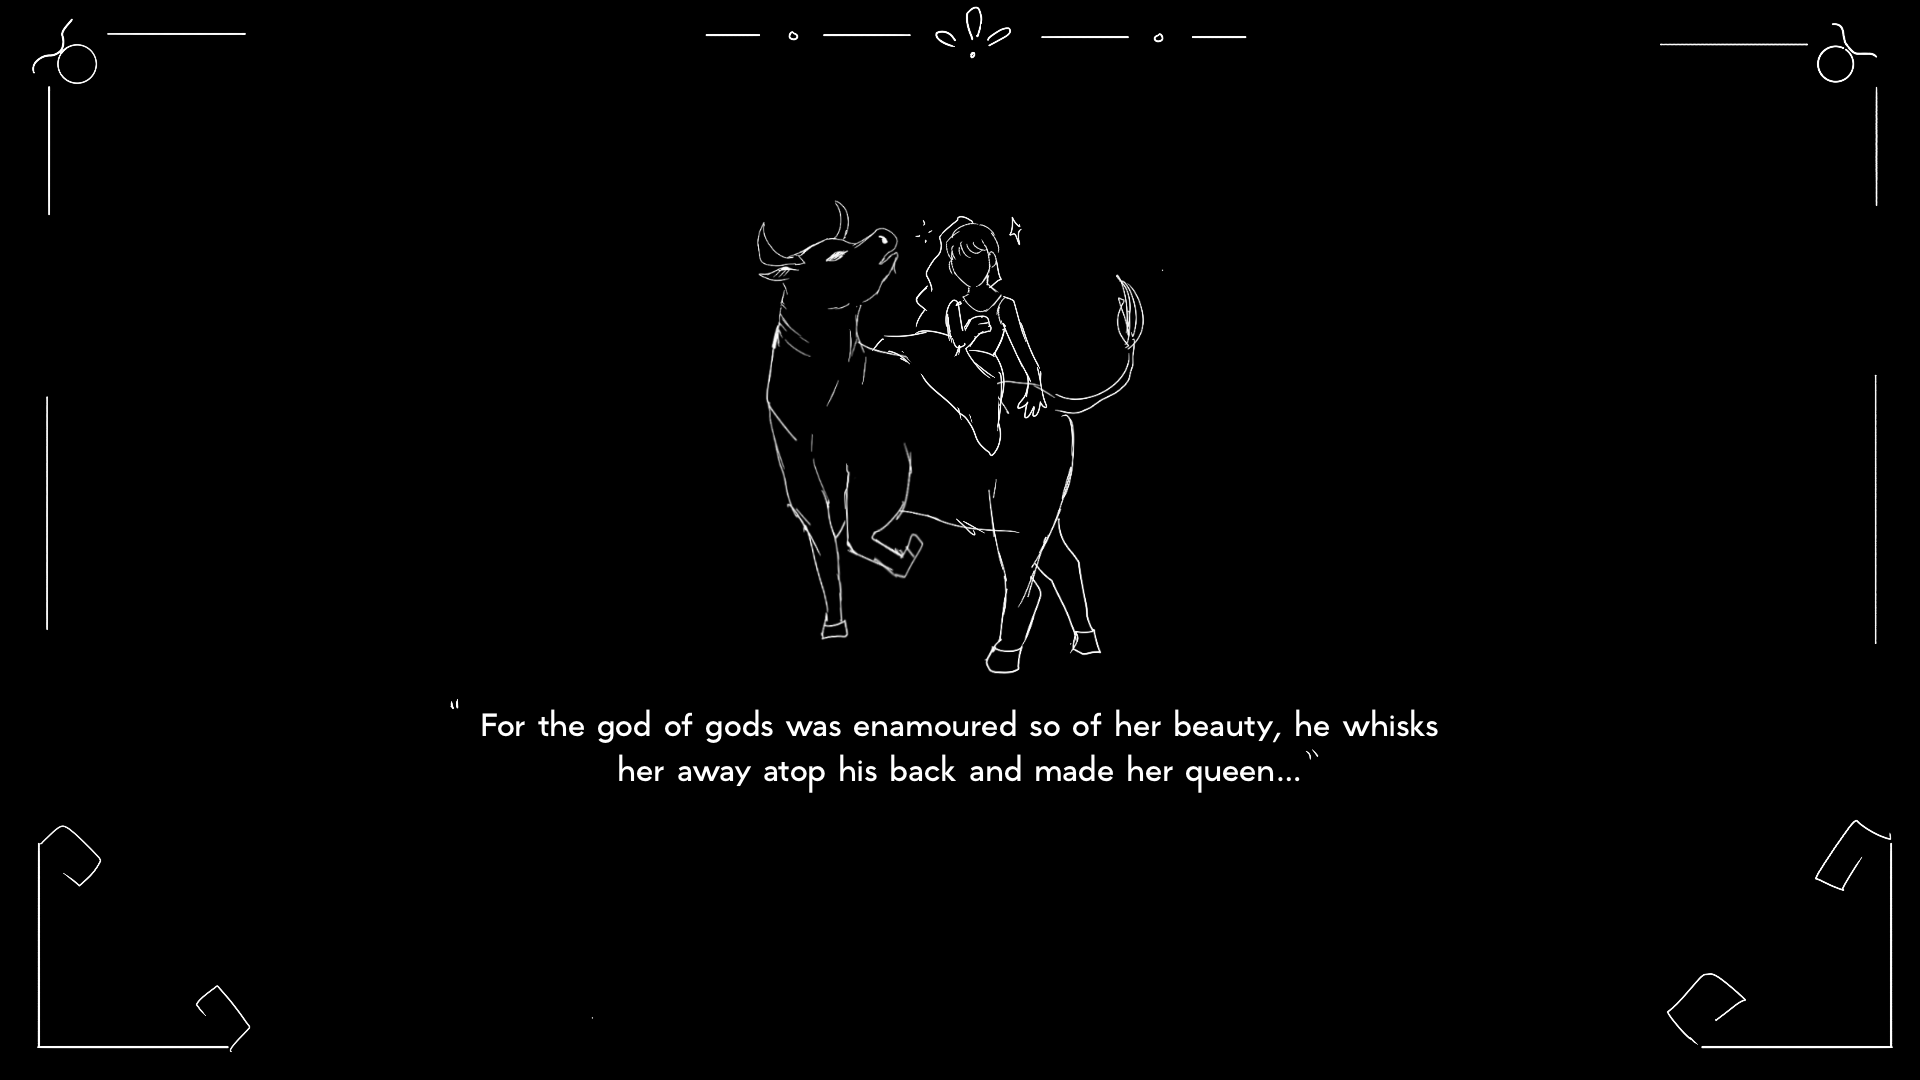 “ For the god of gods was enamoured so of her beauty, he whisks
her away atop his back and made her queen...”